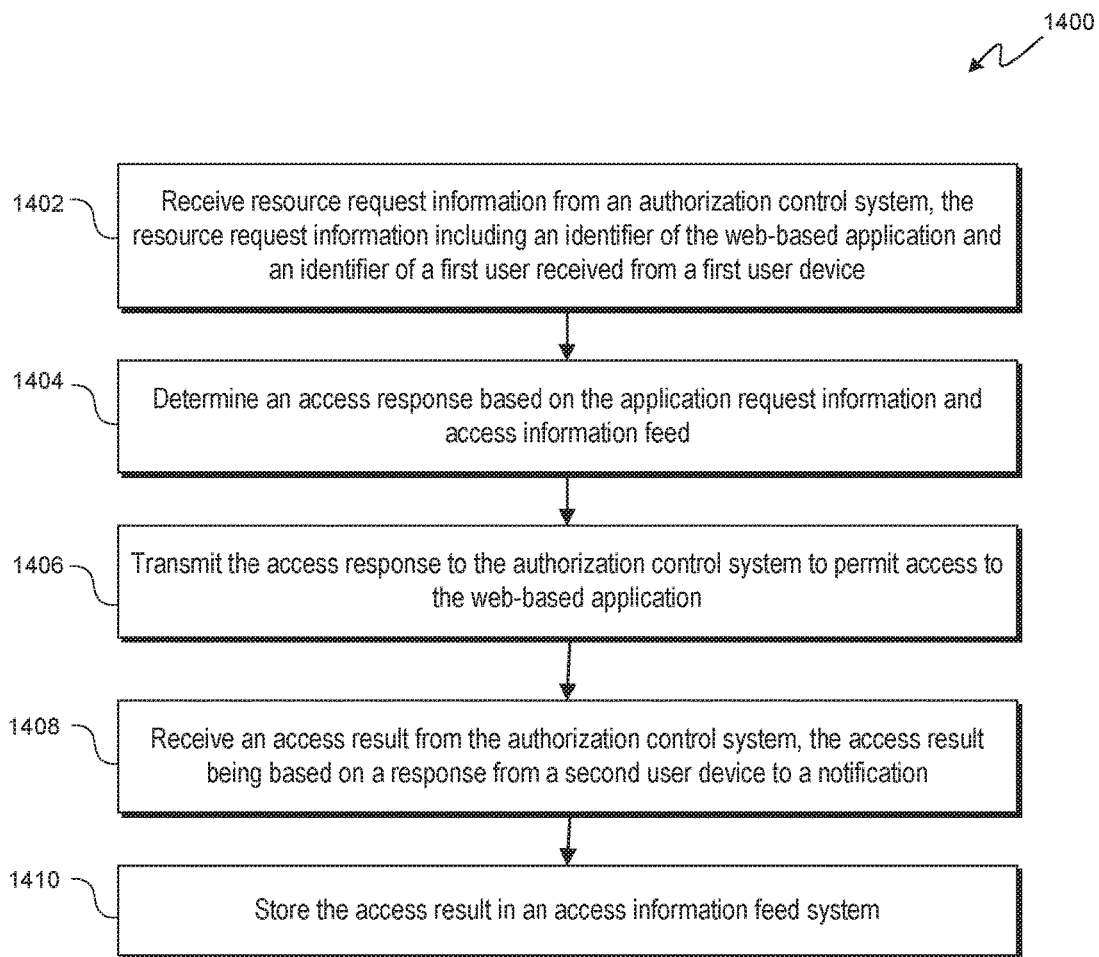 1400
1402
Receive resource request information from an authorization control system, the
resource request information including an identifier of the web-based application and
an identifier of a first user received from a first user device
1404
Determine an access response based on the application request information and
access information feed
1406
Transmit the access response to the authorization control system to permit access to
the web-based application
1408
Receive an access result from the authorization control system, the access result
being based on a response from a second user device to a notification
1410
Store the access result in an access information feed system